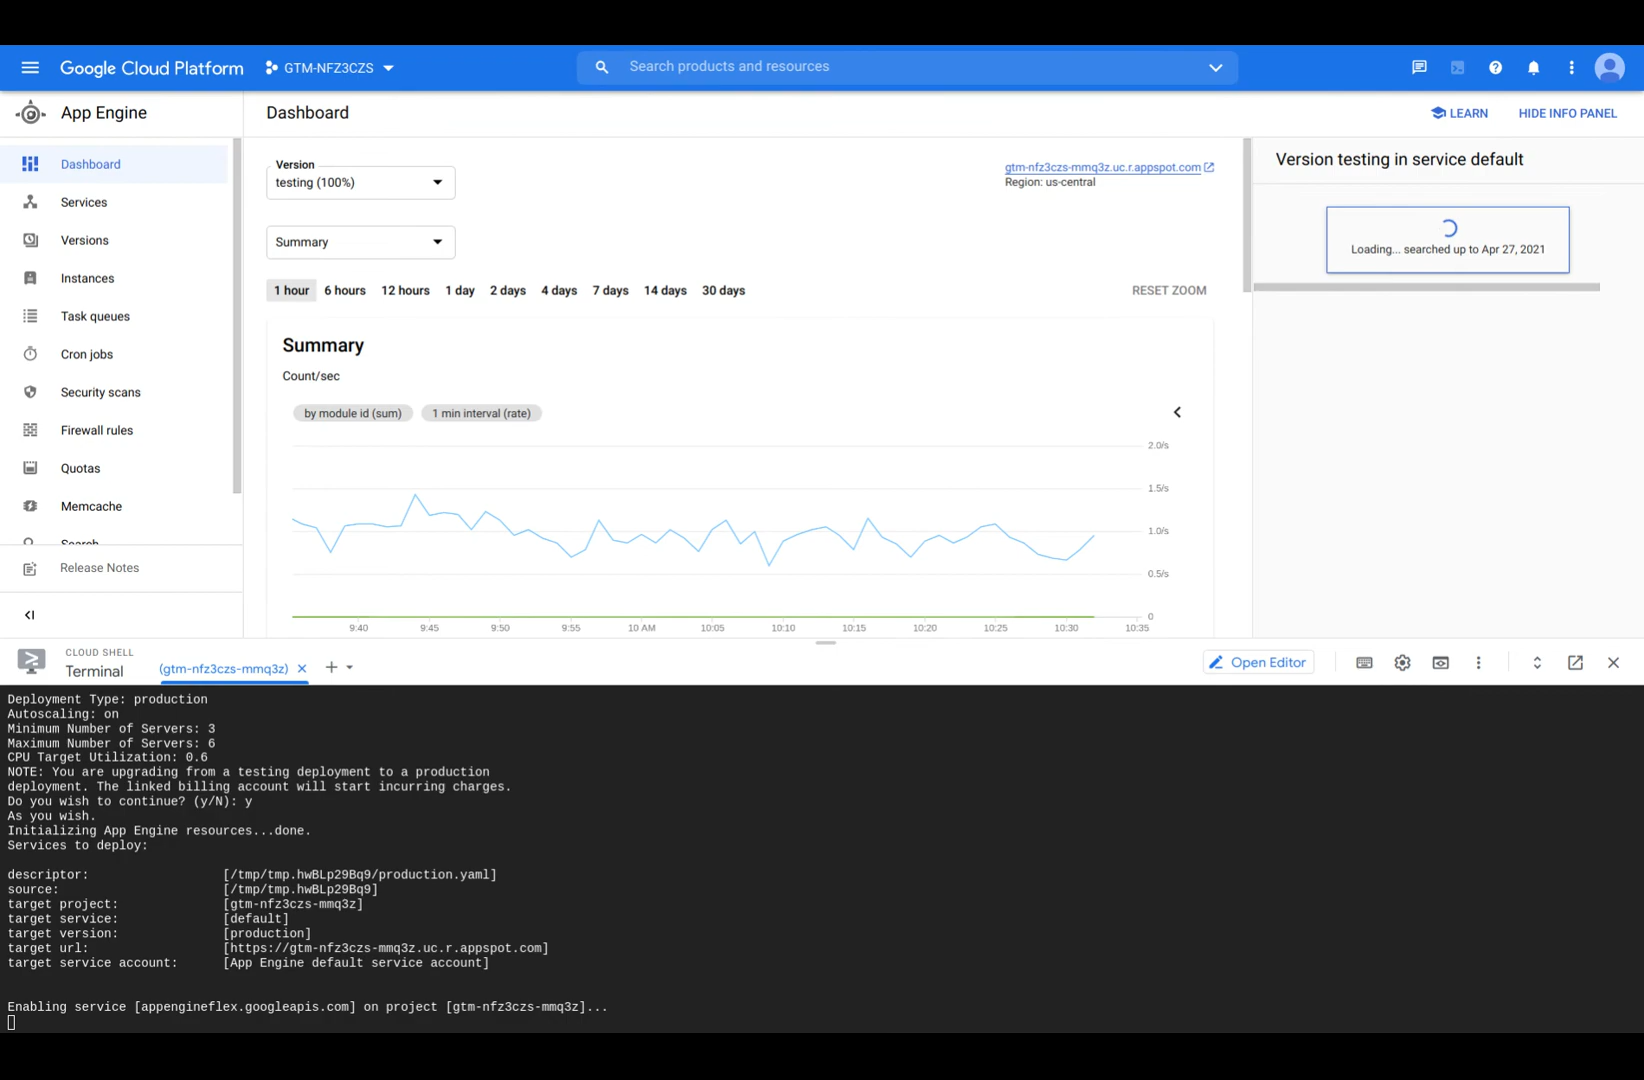 Google Cloud Platform
GTM-NFZ3CZS
Search products and resources
App Engine
Dashboard
LEARN
HIDE INFO PANEL
Dashboard
Services
Versions
Instances
Task queues
Cron jobs
Security scans
Firewall rules
Quotas
Memcache
Search
Release Notes
Version
testing (100%)
gtm-nfz3czs-mmq3z.uc.r.appspot.com
Region: us-central
Summary
1 hour 6 hours 12 hours 1 day 2 days 4 days 7 days 14 days 30 days
RESET ZOOM
Summary
Count/sec
by module id (sum) 1 min interval (rate)
2.0/s
1.5/s
1.0/s
0.5/s
0
9:40 9:45 9:50 9:55 10 AM 10:05 10:10 10:15 10:20 10:25 10:30 10:35
Version testing in service default
Loading... searched up to Apr 27, 2021
CLOUD SHELL
Terminal
(gtm-nfz3czs-mmq3z)
Open Editor
Deployment Type: production
Autoscaling: on
Minimum Number of Servers: 3
Maximum Number of Servers: 6
CPU Target Utilization: 0.6
NOTE: You are upgrading from a testing deployment to a production
deployment. The linked billing account will start incurring charges.
Do you wish to continue? (y/N): y
As you wish.
Initializing App Engine resources...done.
Services to deploy:
descriptor: [/tmp/tmp.hwBLp29Bq9/production.yaml]
source: [/tmp/tmp.hwBLp29Bq9]
target project: [gtm-nfz3czs-mmq3z]
target service: [default]
target version: [production]
target url: [https://gtm-nfz3czs-mmq3z.uc.r.appspot.com]
target service account: [App Engine default service account]
Enabling service [appengineflex.googleapis.com] on project [gtm-nfz3czs-mmq3z]...